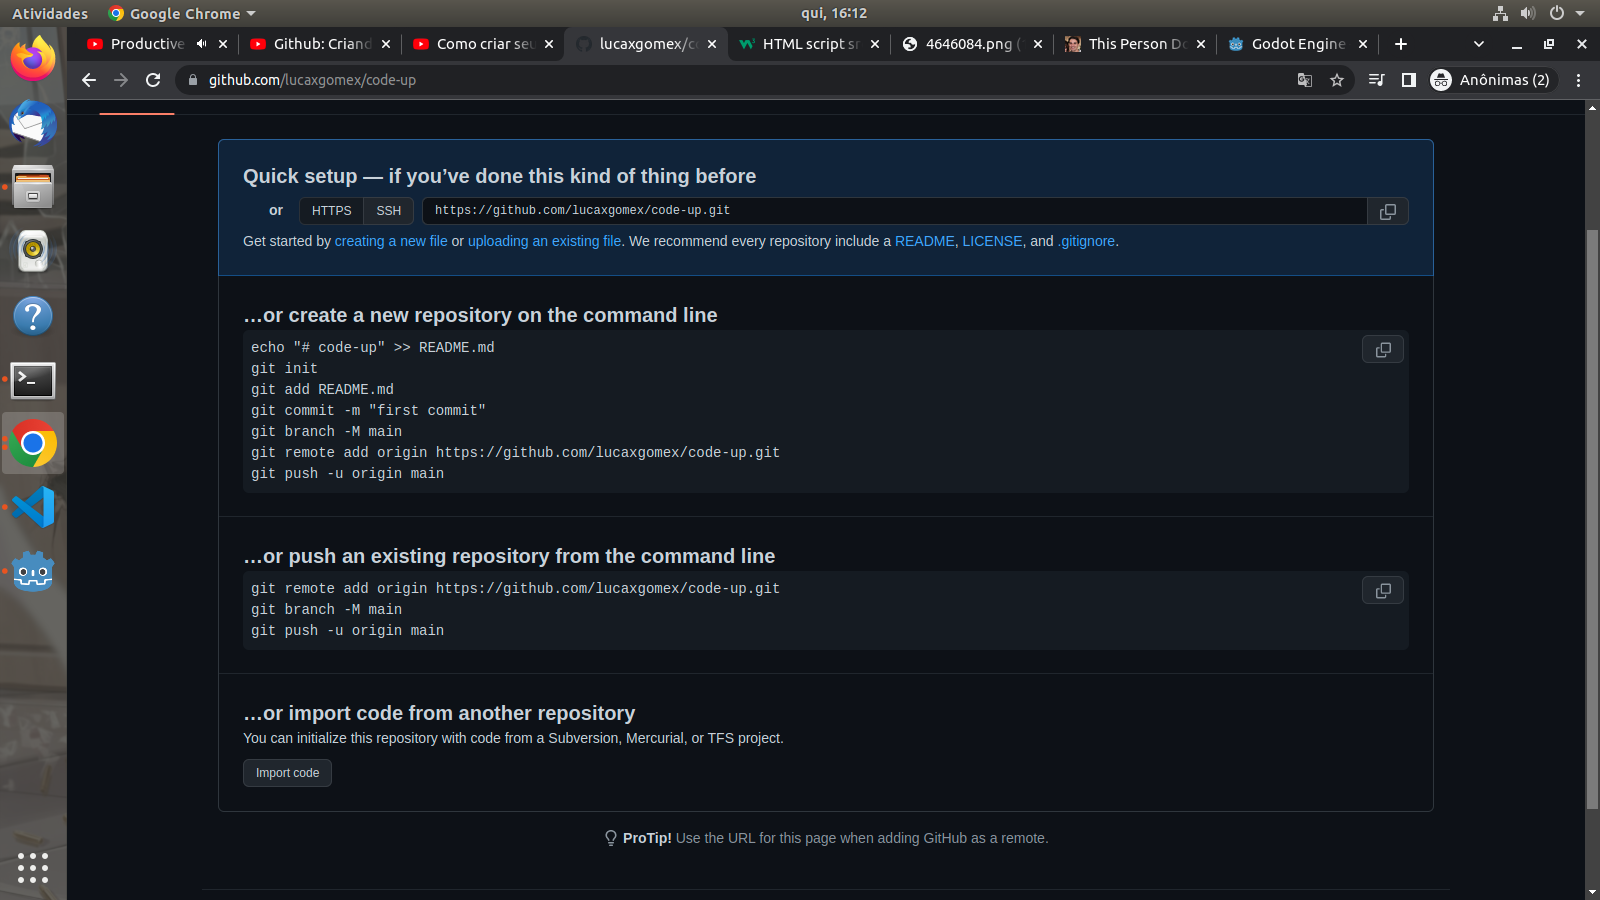 Atividades
Google Chrome
qui, 16:12
Productive
Github: Criand
Como criar seu
lucaxgomex/co
HTML script sr
4646084.png (
This Person Do
Godot Engine
github.com/lucaxgomex/code-up
Anônimas (2)
Quick setup — if you’ve done this kind of thing before
or
HTTPS
SSH
https://github.com/lucaxgomex/code-up.git
Get started by creating a new file or uploading an existing file. We recommend every repository include a README, LICENSE, and .gitignore.
…or create a new repository on the command line
echo "# code-up" >> README.md
git init
git add README.md
git commit -m "first commit"
git branch -M main
git remote add origin https://github.com/lucaxgomex/code-up.git
git push -u origin main
…or push an existing repository from the command line
git remote add origin https://github.com/lucaxgomex/code-up.git
git branch -M main
git push -u origin main
…or import code from another repository
You can initialize this repository with code from a Subversion, Mercurial, or TFS project.
Import code
ProTip! Use the URL for this page when adding GitHub as a remote.